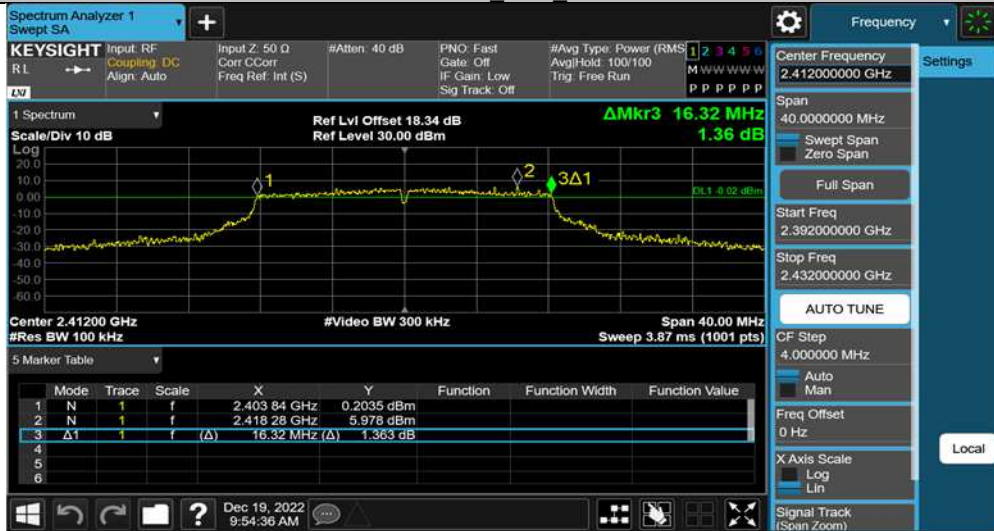 Spectrum Analyzer 1
Swept SA
+
Frequency
KEYSIGHT
RL
LXI
Input: RF
Coupling: DC
Align: Auto
Input Z: 50 Ω
Corr CCorr
Freq Ref: Int (S)
#Atten: 40 dB
PNO: Fast
Gate: Off
IF Gain: Low
Sig Track: Off
#Avg Type: Power (RMS
Avg|Hold: 100/100
Trig: Free Run
1 2 3 4 5 6
M W W W W W
P P P P P P
1 Spectrum
Scale/Div 10 dB
Ref Lvl Offset 18.34 dB
Ref Level 30.00 dBm
ΔMkr3 16.32 MHz
1.36 dB
Log
20.0
10.0
0.00
-10.0
-20.0
-30.0
-40.0
-50.0
-60.0
1
2
3Δ1
DL1 -0.02 dBm
Center 2.41200 GHz
#Res BW 100 kHz
#Video BW 300 kHz
Span 40.00 MHz
Sweep 3.87 ms (1001 pts)
5 Marker Table
Mode Trace Scale X Y Function Function Width Function Value
1 N 1 f 2.403 84 GHz 0.2035 dBm
2 N 1 f 2.418 28 GHz 5.978 dBm
3 Δ1 1 f (Δ) 16.32 MHz (Δ) 1.363 dB
4
5
6
?
Dec 19, 2022
9:54:36 AM
Center Frequency
2.412000000 GHz
Span
40.0000000 MHz
Swept Span
Zero Span
Full Span
Start Freq
2.392000000 GHz
Stop Freq
2.432000000 GHz
AUTO TUNE
CF Step
4.000000 MHz
Auto
Man
Freq Offset
0 Hz
X Axis Scale
Log
Lin
Signal Track
(Span Zoom)
Settings
Local